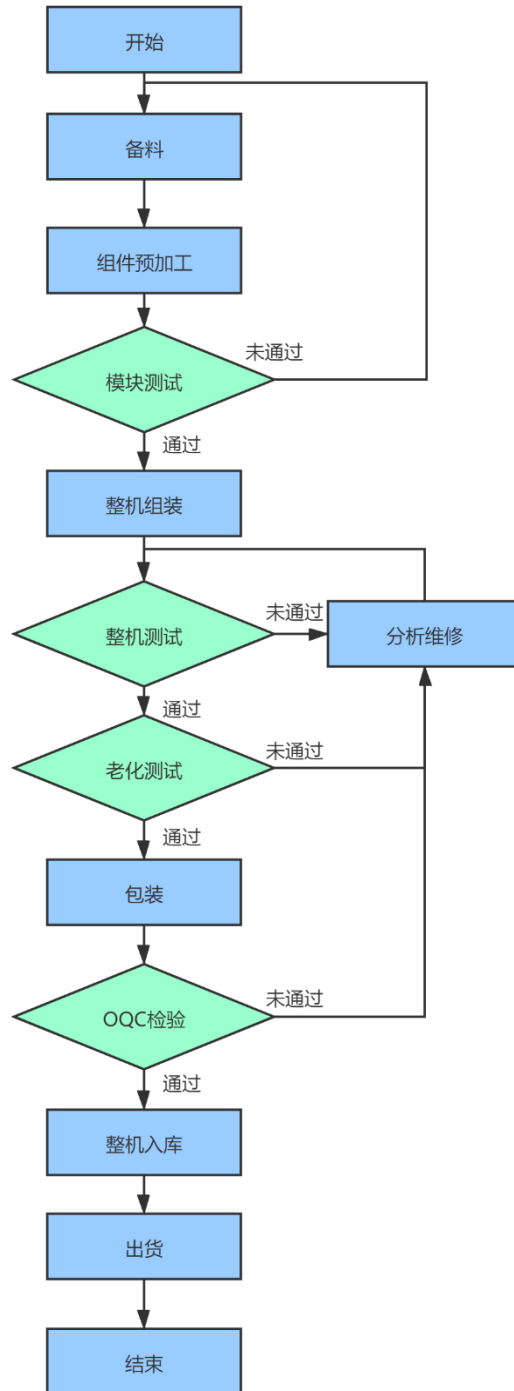 开始
备料
组件预加工
未通过
模块测试
通过
整机组装
未通过
整机测试
分析维修
通过
未通过
老化测试
通过
包装
未通过
OQC检验
通过
整机入库
出货
结束